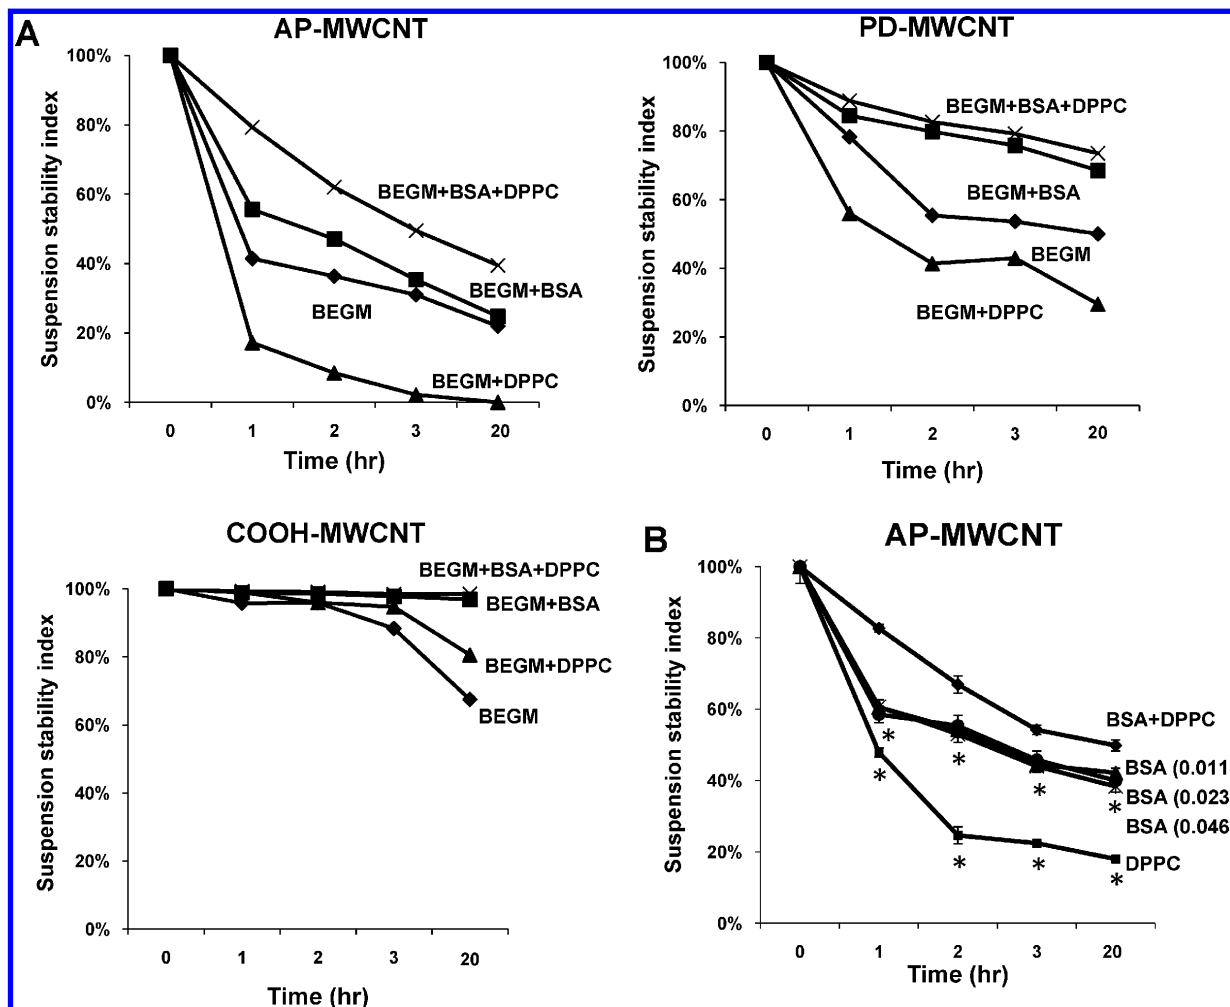 A
AP-MWCNT
Suspension stability index
100%
80%
60%
40%
20%
0%
BEGM+BSA+DPPC
BEGM+BSA
BEGM
BEGM+DPPC
0 1 2 3 20
Time (hr)
PD-MWCNT
Suspension stability index
100%
80%
60%
40%
20%
0%
BEGM+BSA+DPPC
BEGM+BSA
BEGM
BEGM+DPPC
0 1 2 3 20
Time (hr)
COOH-MWCNT
Suspension stability index
100%
80%
60%
40%
20%
0%
BEGM+BSA+DPPC
BEGM+BSA
BEGM+DPPC
BEGM
0 1 2 3 20
Time (hr)
B
AP-MWCNT
Suspension stability index
100%
80%
60%
40%
20%
0%
BSA+DPPC
BSA (0.011
BSA (0.023
BSA (0.046
DPPC
* * * * *
* * * *
0 1 2 3 20
Time (hr)